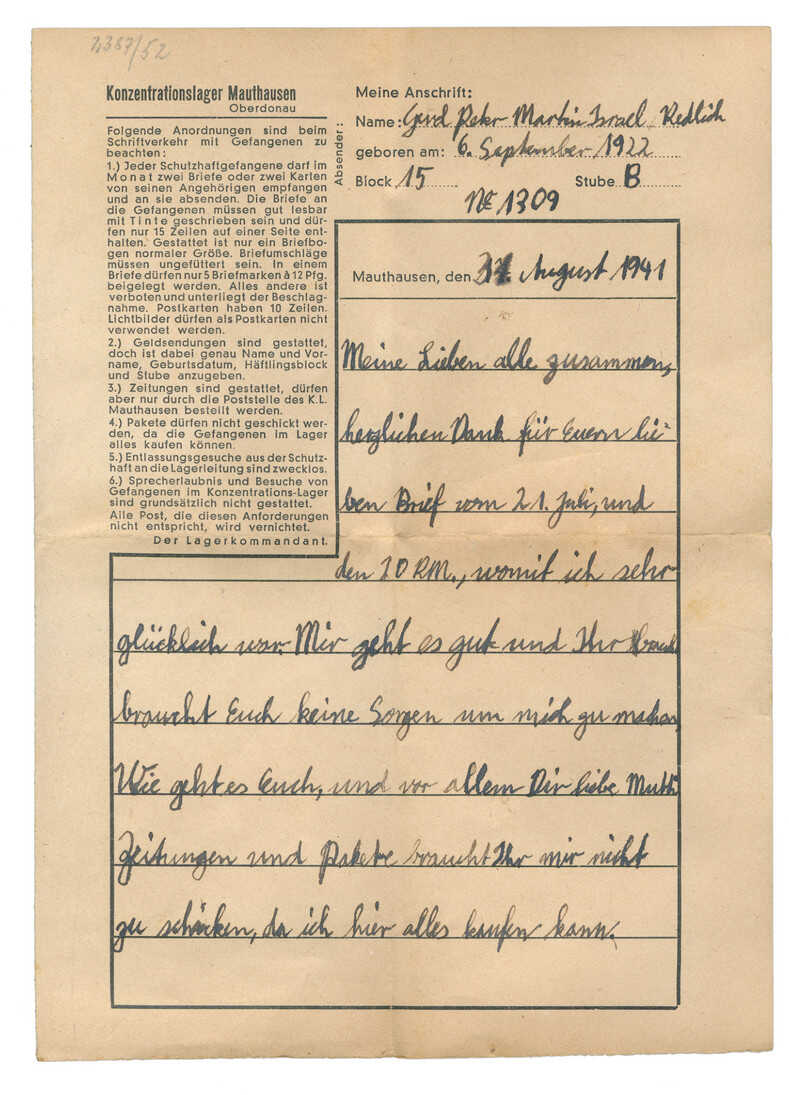 4387/52
Konzentrationslager Mauthausen
Oberdonau
Folgende Anordnungen sind beim
Schriftverkehr mit Gefangenen zu
beachten:
1.) Jeder Schutzhaftgefangene darf im
Monat zwei Briefe oder zwei Karten
von seinen Angehörigen empfangen
und an sie absenden. Die Briefe an
die Gefangenen müssen gut lesbar
mit Tinte geschrieben sein und dür-
fen nur 15 Zeilen auf einer Seite ent-
halten. Gestattet ist nur ein Briefbo-
gen normaler Größe. Briefumschläge
müssen ungefüttert sein. In einem
Briefe dürfen nur 5 Briefmarken à 12 Pfg.
beigelegt werden. Alles andere ist
verboten und unterliegt der Beschlag-
nahme. Postkarten haben 10 Zeilen.
Lichtbilder dürfen als Postkarten nicht
verwendet werden.
2.) Geldsendungen sind gestattet,
doch ist dabei genau Name und Vor-
name, Geburtsdatum, Häftlingsblock
und Stube anzugeben.
3.) Zeitungen sind gestattet, dürfen
aber nur durch die Poststelle des K.L.
Mauthausen bestellt werden.
4.) Pakete dürfen nicht geschickt wer-
den, da die Gefangenen im Lager
alles kaufen können.
5.) Entlassungsgesuche aus der Schutz-
haft an die Lagerleitung sind zwecklos.
6.) Sprecherlaubnis und Besuche von
Gefangenen im Konzentrations-Lager
sind grundsätzlich nicht gestattet.
Alle Post, die diesen Anforderungen
nicht entspricht, wird vernichtet.
Der Lagerkommandant.
Absender:
Meine Anschrift:
Name: Gerd Peter Martin Israel Redlich
geboren am: 6. September 1922
Block 15 Stube B
№ 1309
Mauthausen, den August 1941
Meine Lieben alle zusammen,
herzlichen Dank für Euern lie-
ben Brief vom 21. Juli, und
den 10 RM., womit ich sehr
glücklich war. Mir geht es gut und Ihr
braucht Euch keine Sorgen um mich zu machen,
Wie geht es Euch, und vor allem Dir liebe Mutti
Zeitungen und Pakete braucht Ihr mir nicht
zu schicken, da ich hier alles kaufen kann.